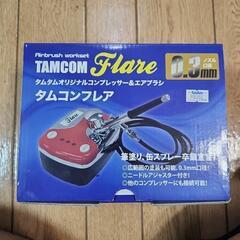 Airbrush workset
TAMCOM Flare
0.3mm
ノズル口径
タムタムオリジナルコンプレッサー&エアブラシ
タムコンフレア
筆塗り、缶スプレー卒業宣言!
●広範囲の塗装も可能、0.3mm口径!
●ニードルアジャスター付き!
●他のコンプレッサーにも接続可能!